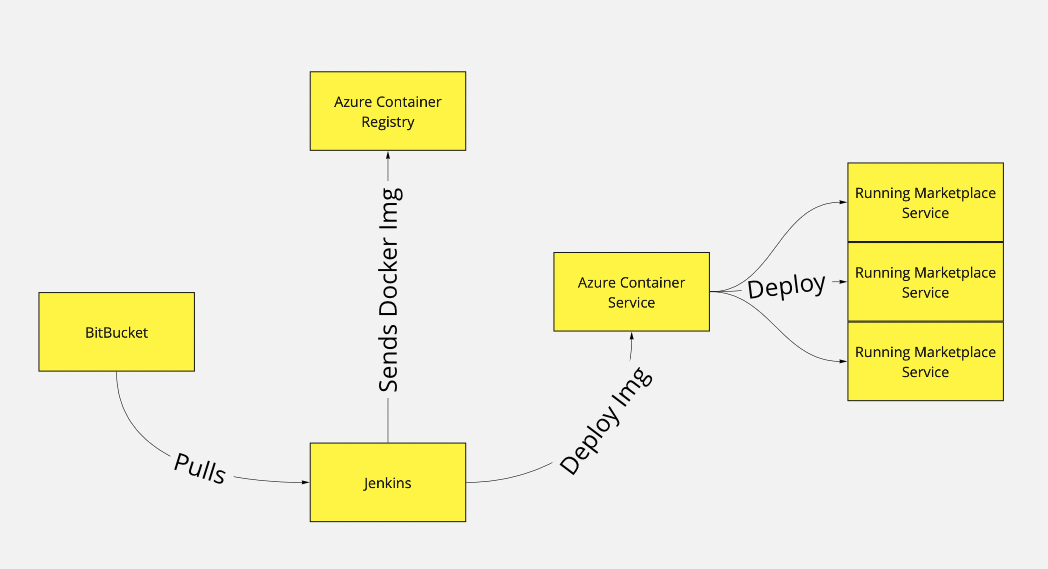 Azure Container
Registry
Sends Docker Img
BitBucket
Pulls
Jenkins
Deploy Img
Azure Container
Service
Deploy
Running Marketplace
Service
Running Marketplace
Service
Running Marketplace
Service